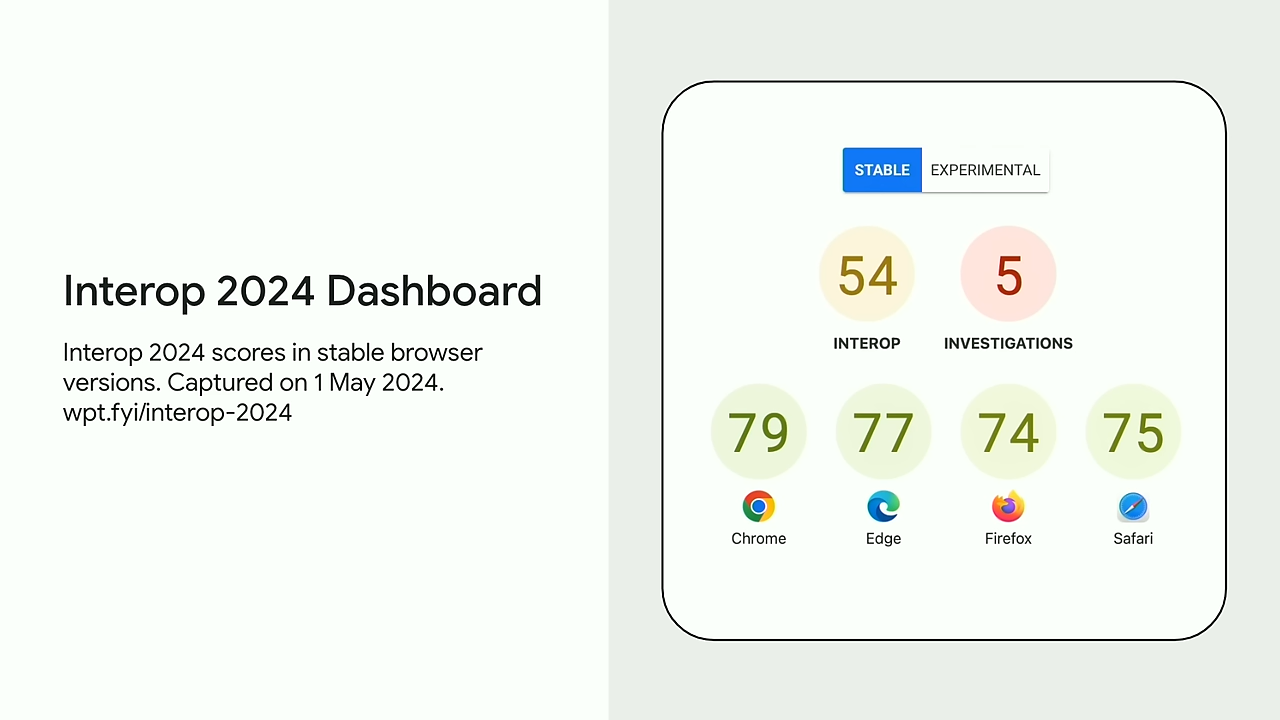 Interop 2024 Dashboard
Interop 2024 scores in stable browser
versions. Captured on 1 May 2024.
wpt.fyi/interop-2024
STABLE EXPERIMENTAL
54 5
INTEROP INVESTIGATIONS
79 77 74 75
Chrome Edge Firefox Safari